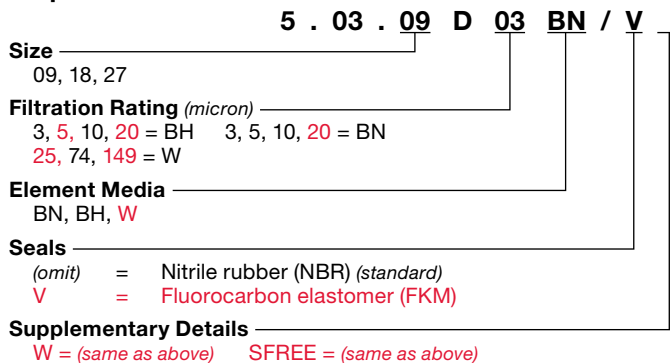 5 . 03 . 09 D 03 BN / V
Size
09, 18, 27
Filtration Rating (micron)
3, 5, 10, 20 = BH 3, 5, 10, 20 = BN
25, 74, 149 = W
Element Media
BN, BH, W
Seals
(omit) = Nitrile rubber (NBR) (standard)
V = Fluorocarbon elastomer (FKM)
Supplementary Details
W = (same as above) SFREE = (same as above)